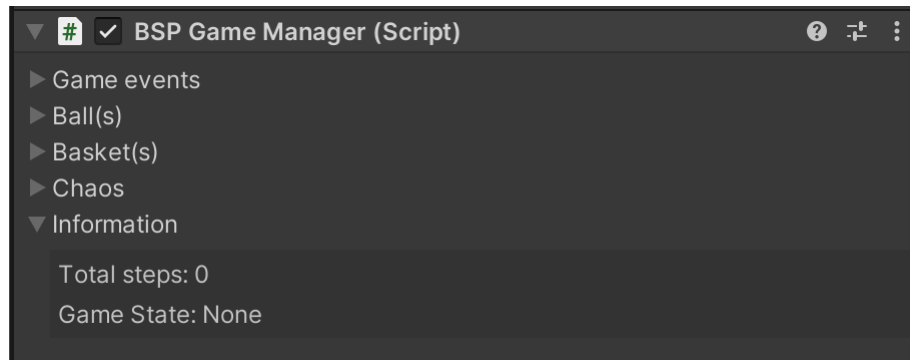 # BSP Game Manager (Script)
Game events
Ball(s)
Basket(s)
Chaos
Information
Total steps: 0
Game State: None